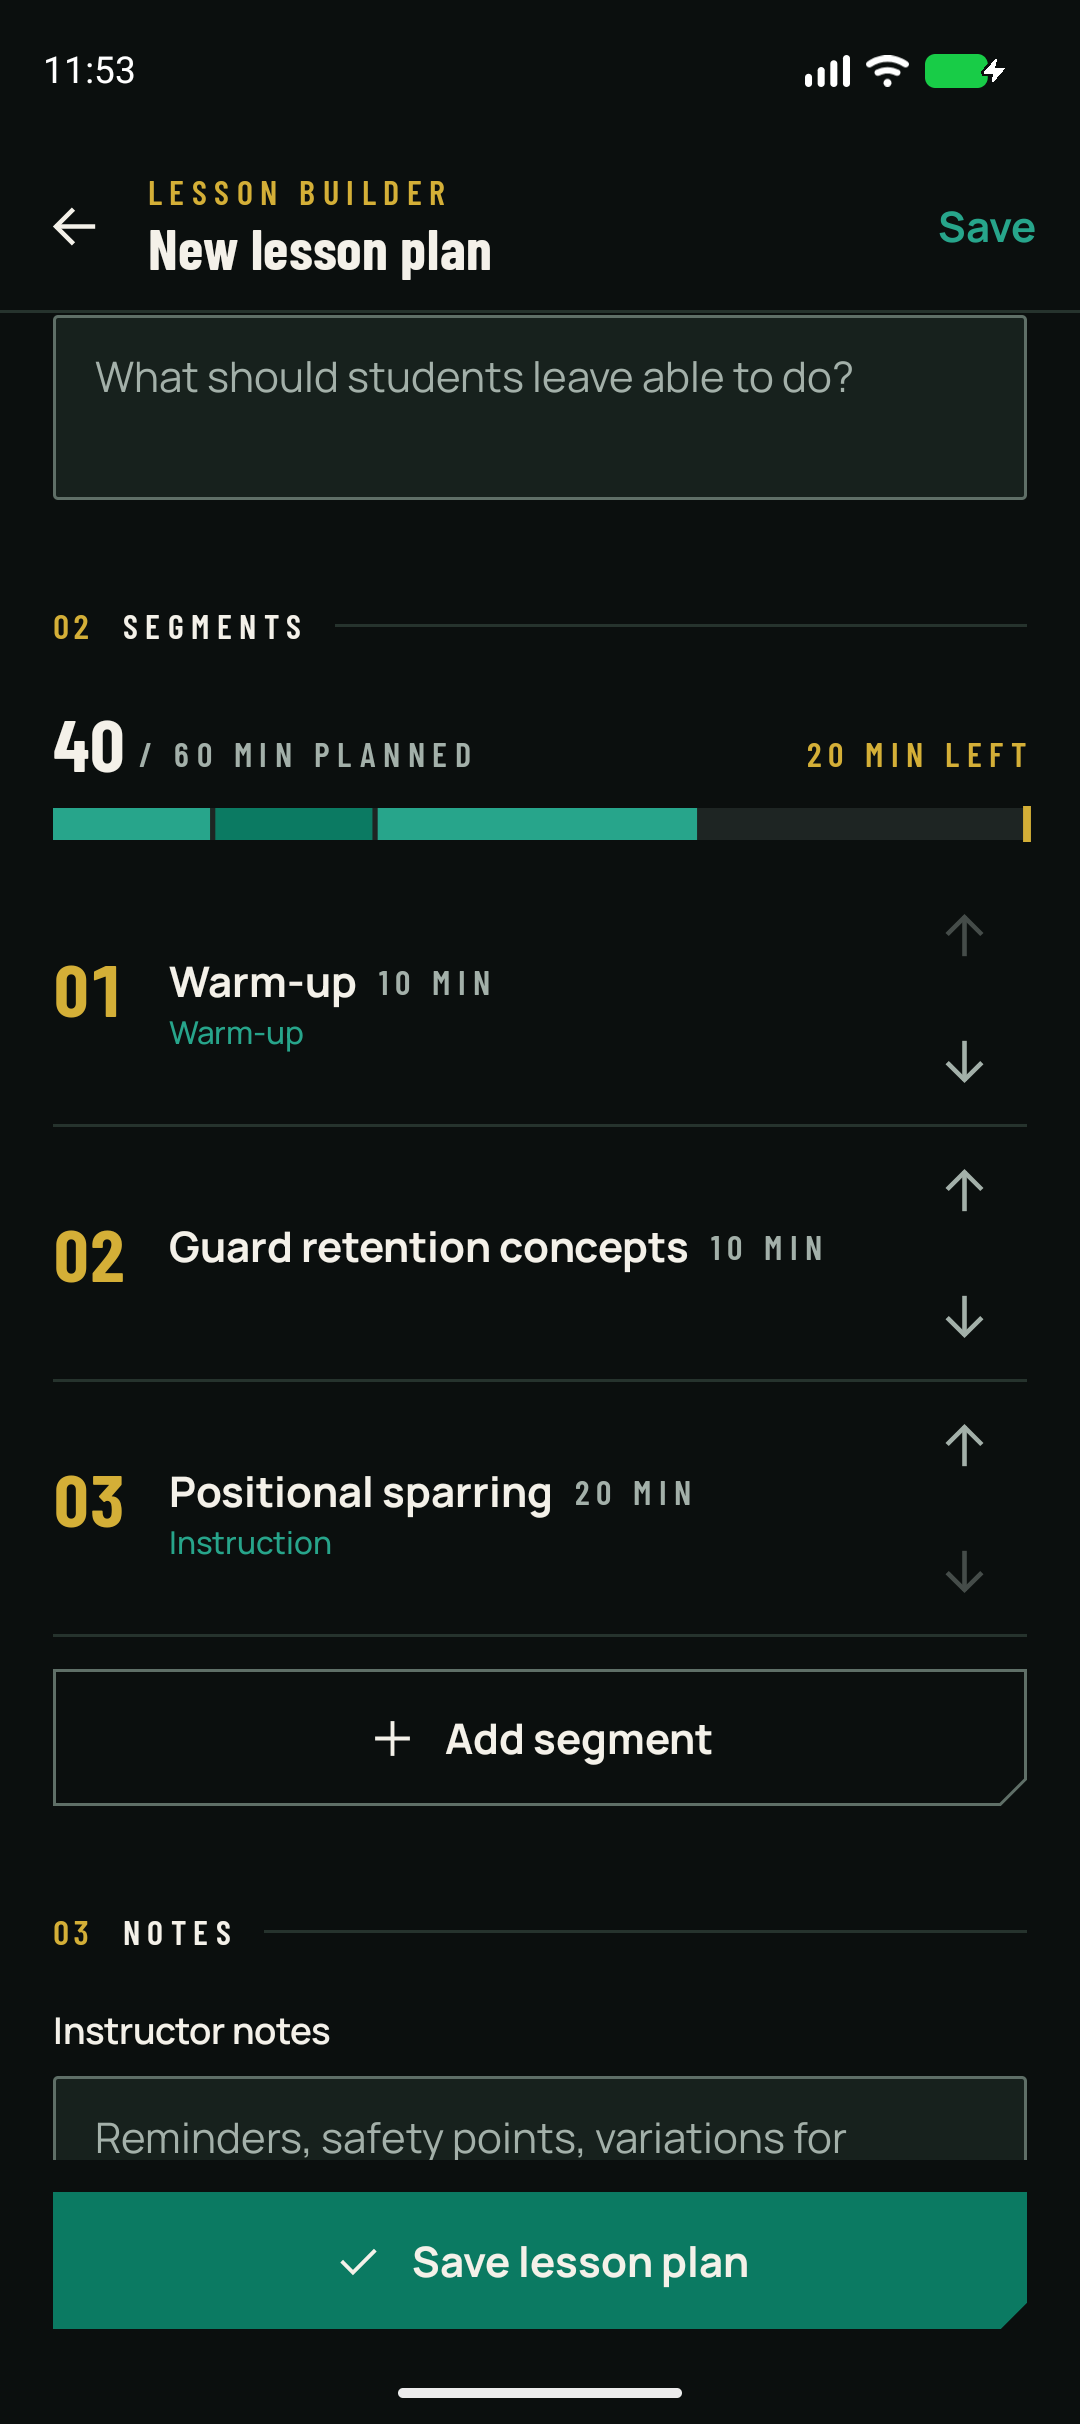 11:53
LESSON BUILDER
New lesson plan
Save
What should students leave able to do?
02 SEGMENTS
40 / 60 MIN PLANNED
20 MIN LEFT
01 Warm-up 10 MIN
Warm-up
02 Guard retention concepts 10 MIN
03 Positional sparring 20 MIN
Instruction
Add segment
03 NOTES
Instructor notes
Reminders, safety points, variations for
Save lesson plan